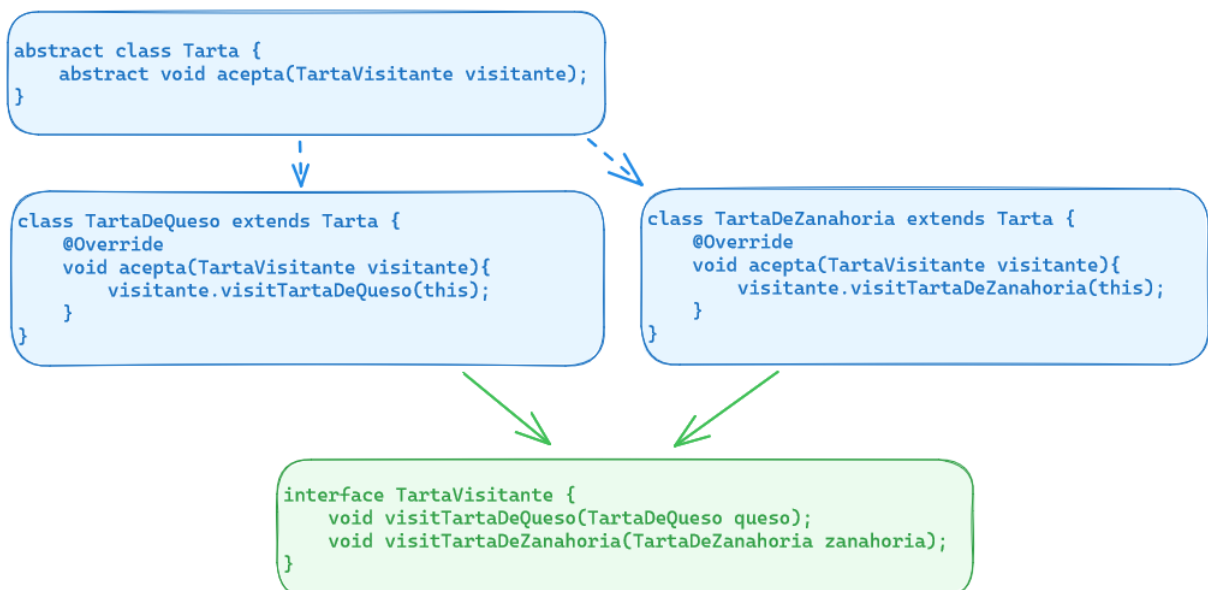 abstract class Tarta {
    abstract void acepta(TartaVisitante visitante);
}
class TartaDeQueso extends Tarta {
    @Override
    void acepta(TartaVisitante visitante){
        visitante.visitTartaDeQueso(this);
    }
}
class TartaDeZanahoria extends Tarta {
    @Override
    void acepta(TartaVisitante visitante){
        visitante.visitTartaDeZanahoria(this);
    }
}
interface TartaVisitante {
    void visitTartaDeQueso(TartaDeQueso queso);
    void visitTartaDeZanahoria(TartaDeZanahoria zanahoria);
}